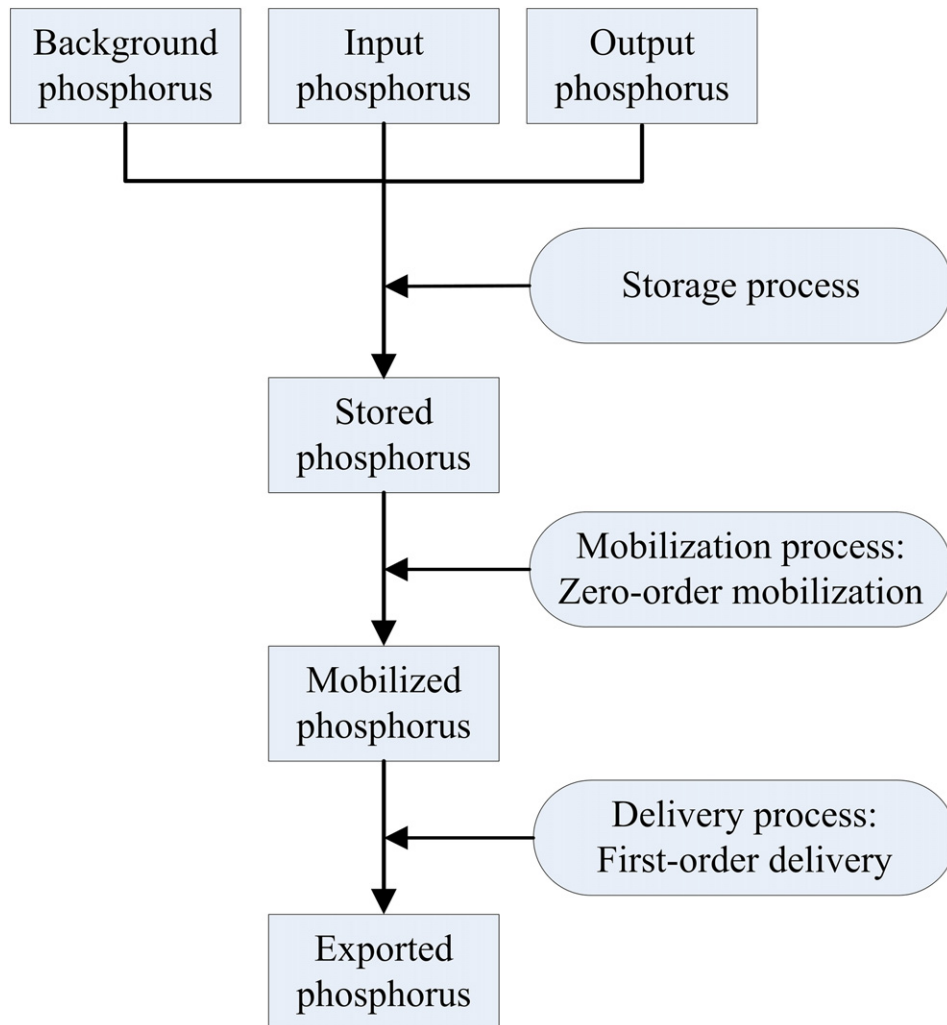 Background
phosphorus
Input
phosphorus
Output
phosphorus
Storage process
Stored
phosphorus
Mobilization process:
Zero-order mobilization
Mobilized
phosphorus
Delivery process:
First-order delivery
Exported
phosphorus